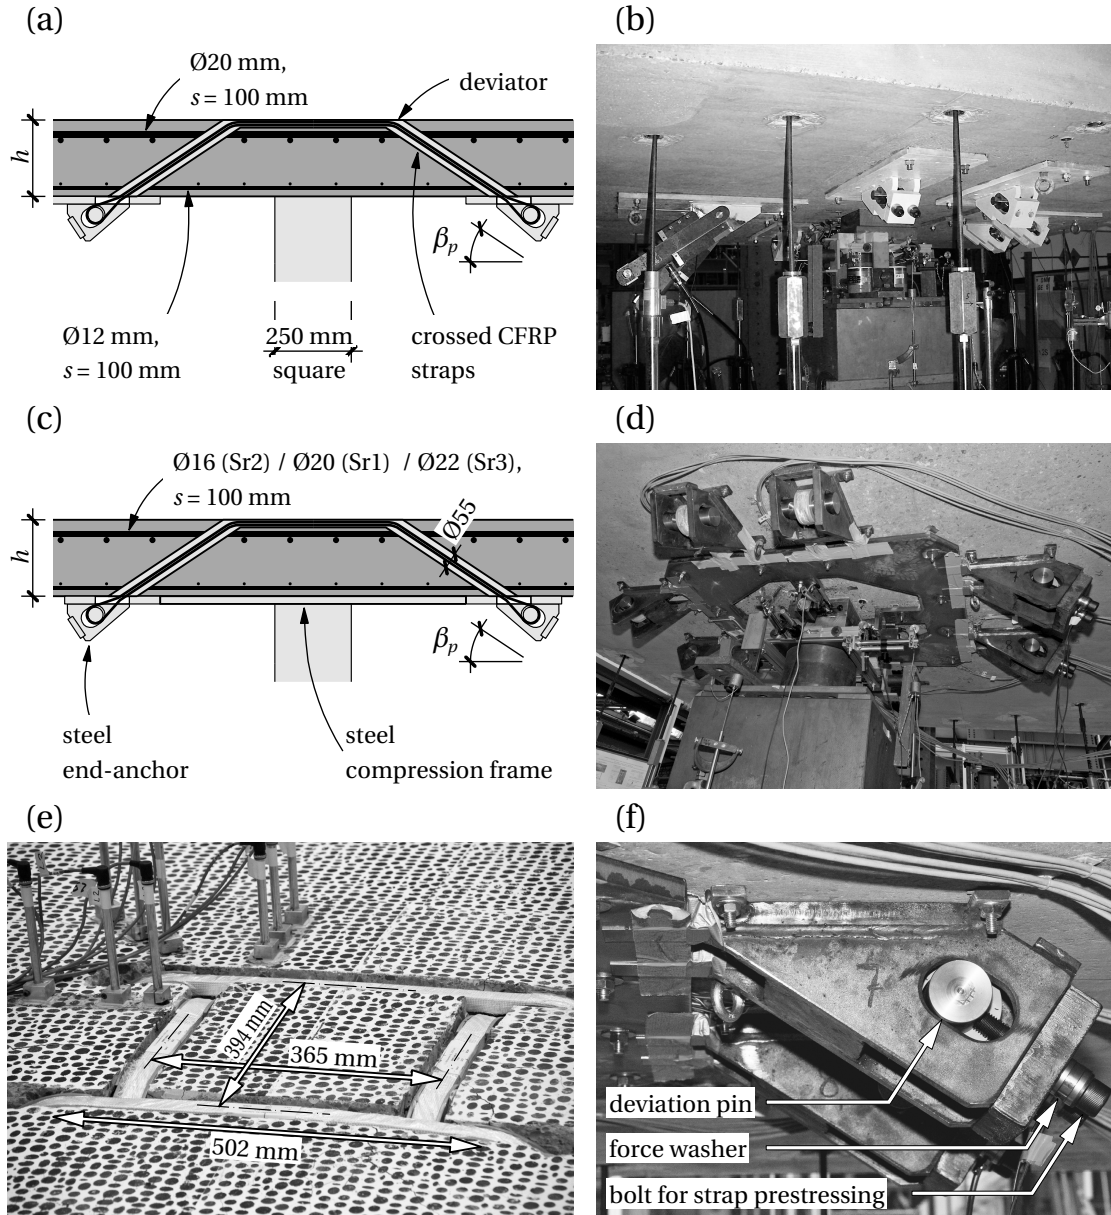 (a)
Ø20 mm,
s = 100 mm
deviator
h
βp
Ø12 mm,
s = 100 mm
250 mm
square
crossed CFRP
straps
(b)
(c)
Ø16 (Sr2) / Ø20 (Sr1) / Ø22 (Sr3),
s = 100 mm
Ø55
h
βp
steel
end-anchor
steel
compression frame
(d)
(e)
394 mm
365 mm
502 mm
(f)
deviation pin
force washer
bolt for strap prestressing